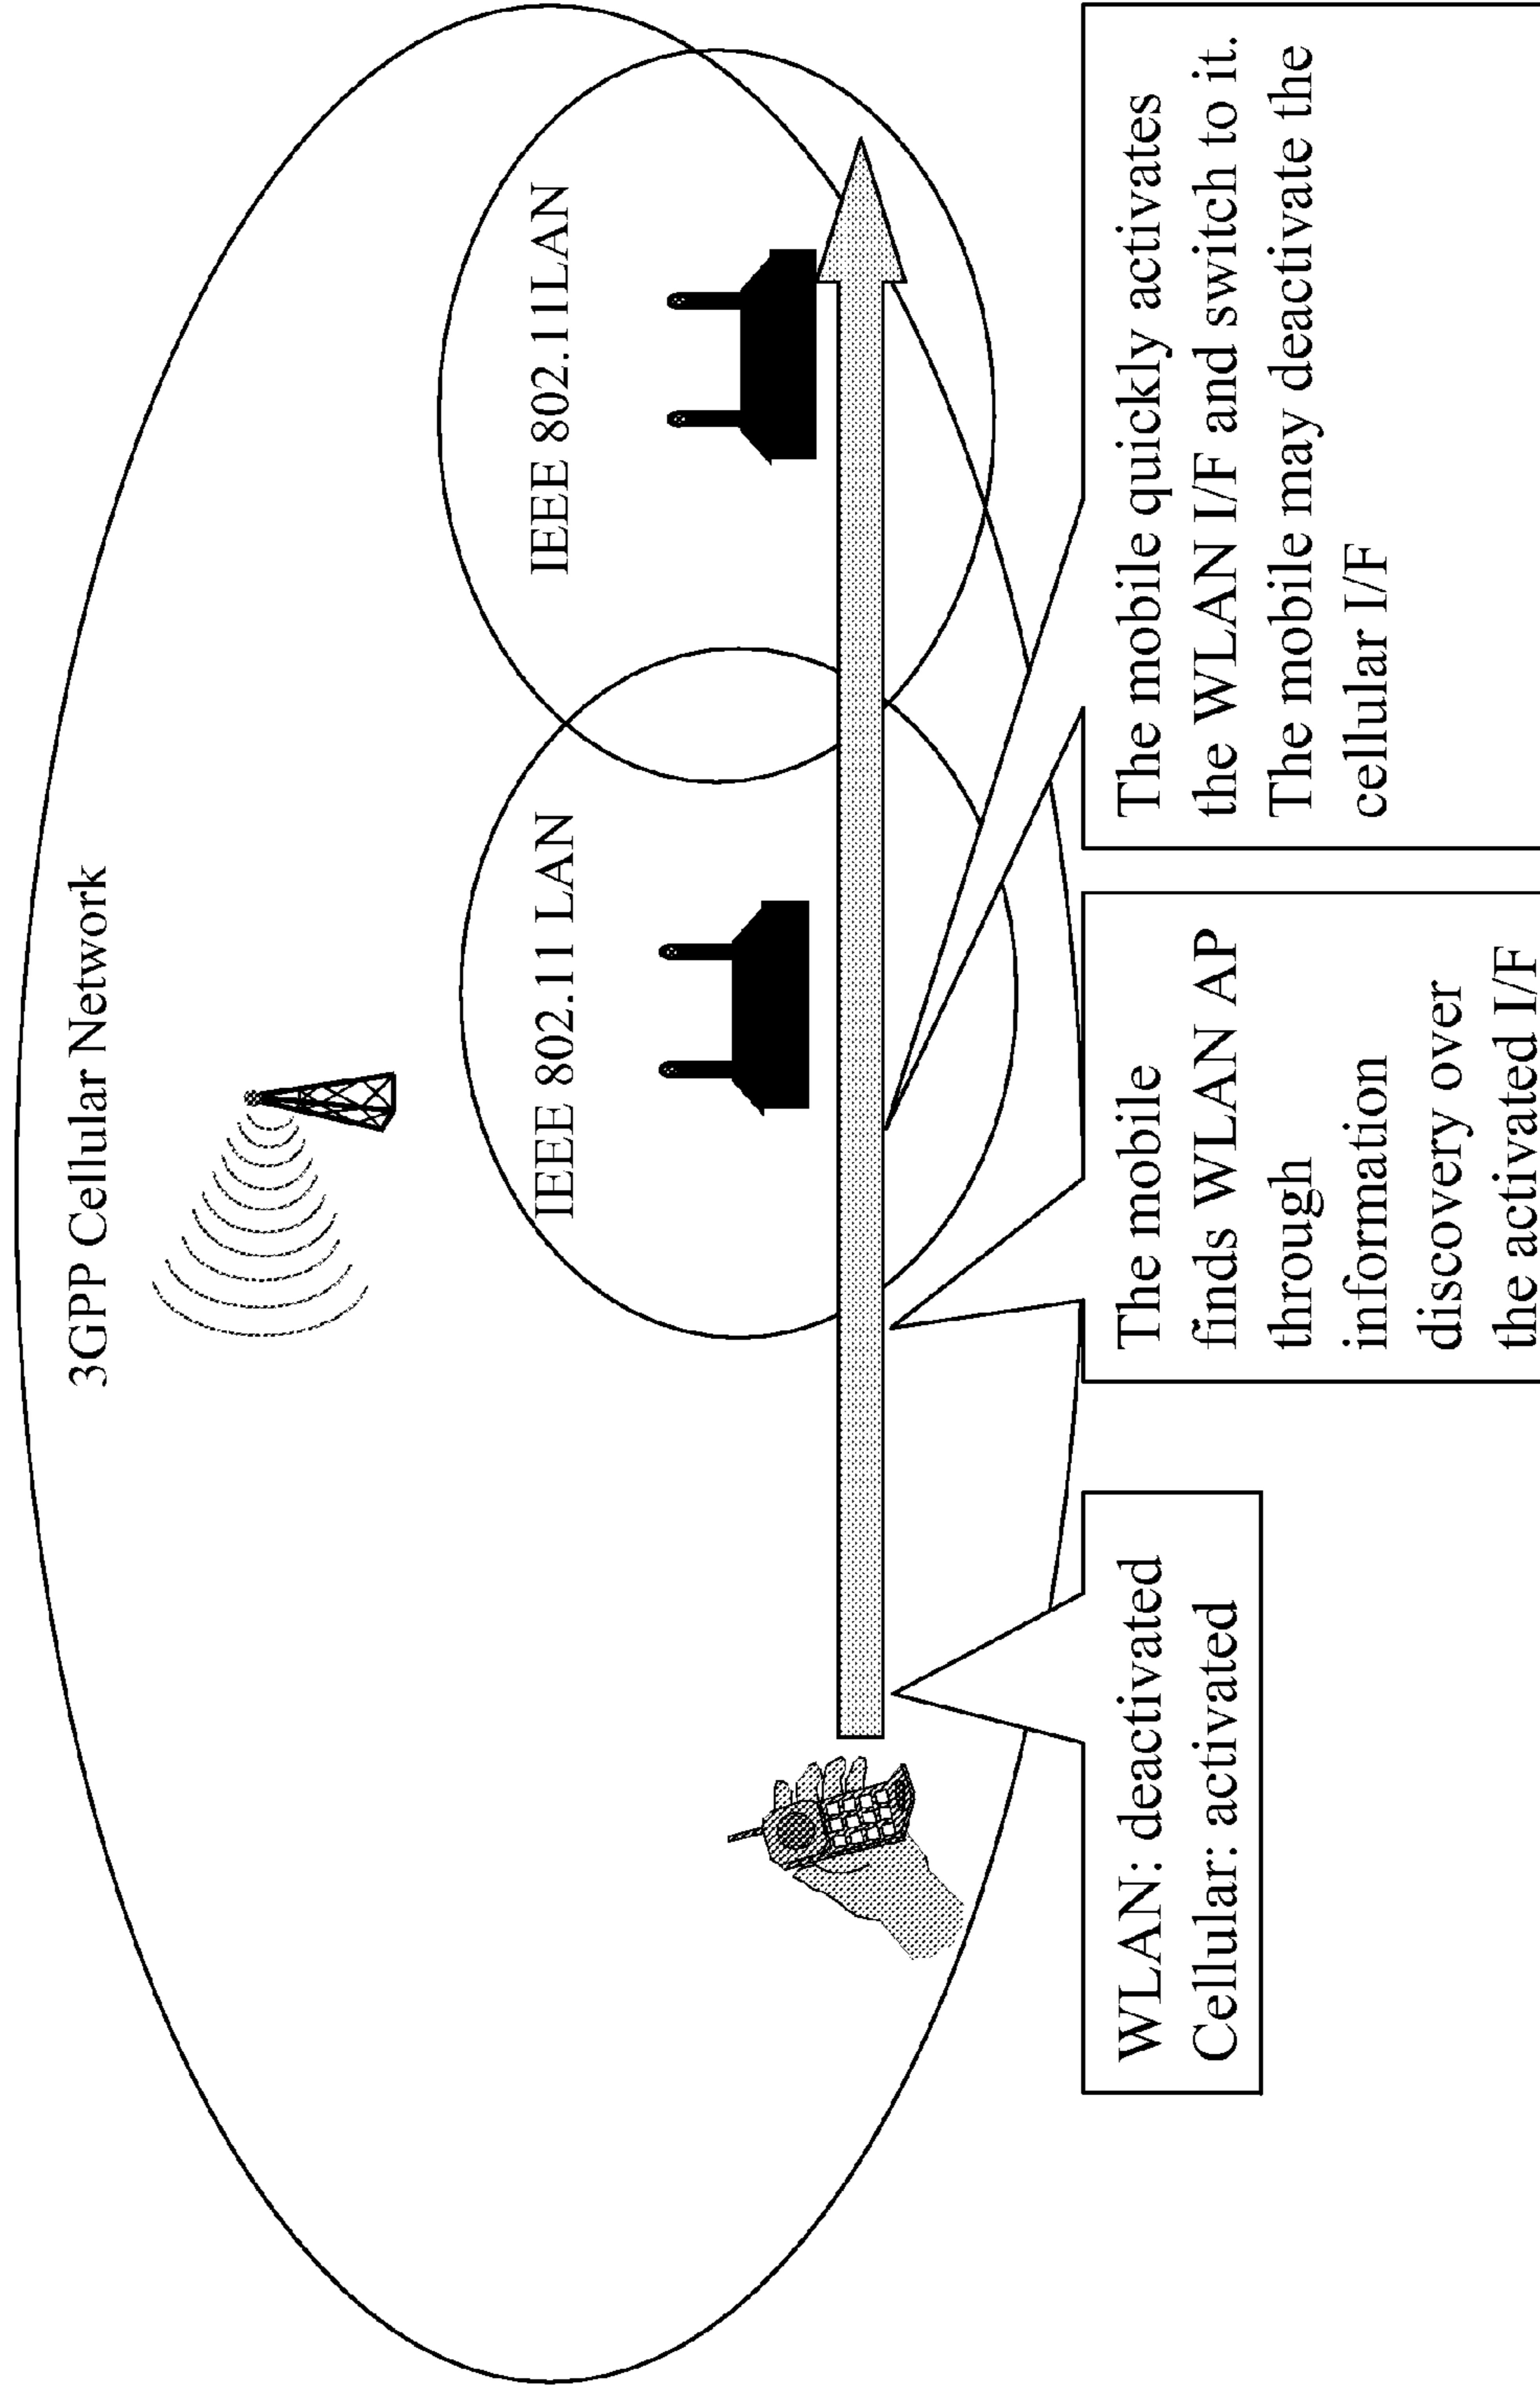 3GPP Cellular Network
IEEE 802.11 LAN
IEEE 802.11LAN
WLAN: deactivated
Cellular: activated
The mobile
finds WLAN AP
through
information
discovery over
the activated I/F
The mobile quickly activates
the WLAN I/F and switch to it.
The mobile may deactivate the
cellular I/F